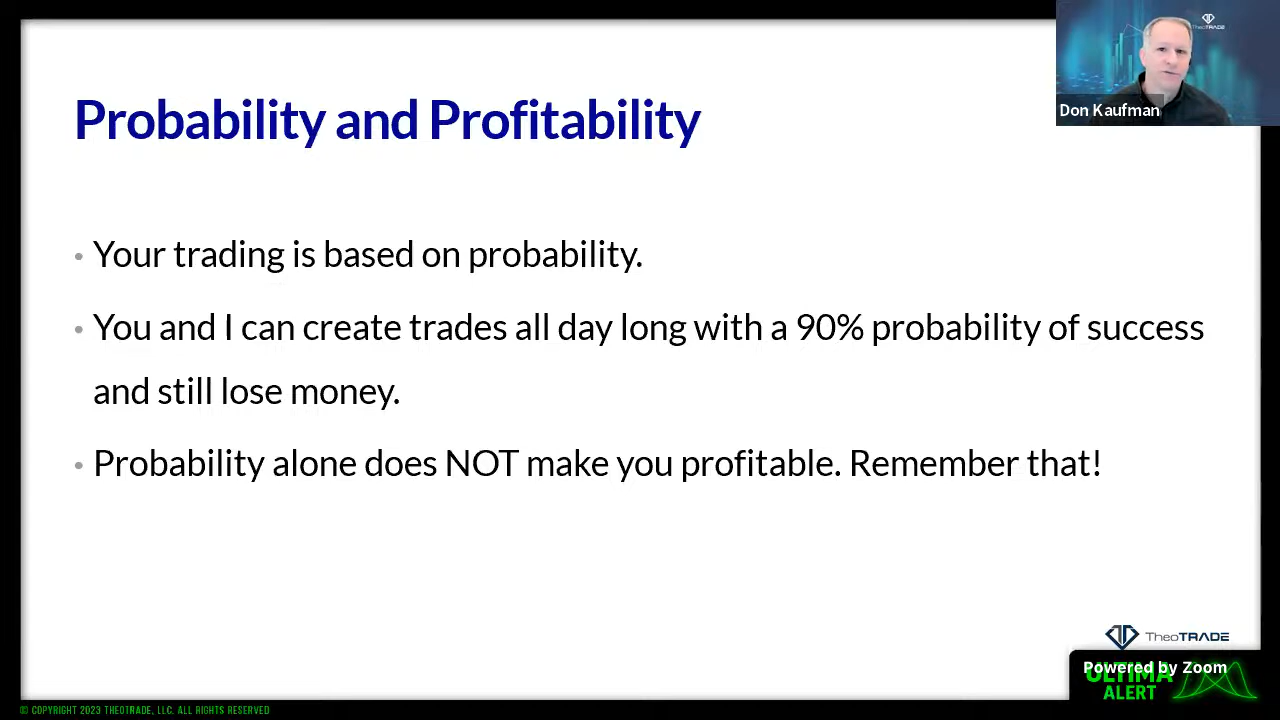 TheoTRADE
Don Kaufman
Probability and Profitability
• Your trading is based on probability.
• You and I can create trades all day long with a 90% probability of success
and still lose money.
• Probability alone does NOT make you profitable. Remember that!
TheoTRADE
Powered by Zoom
ULTIMA
ALERT
© COPYRIGHT 2023 THEOTRADE, LLC. ALL RIGHTS RESERVED